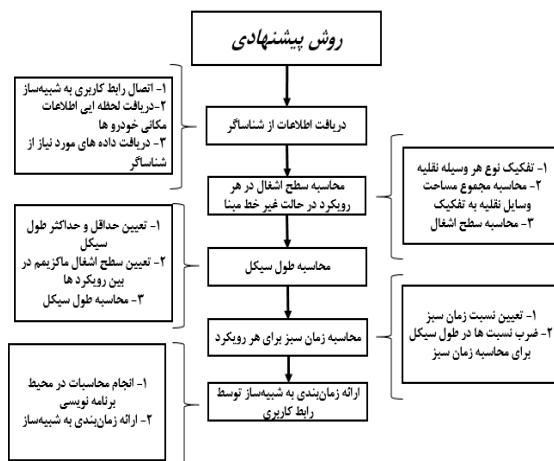 روش پیشنهادی
۱- اتصال رابط کاربری به شبیه‌ساز
۲-دریافت لحظه ایی اطلاعات
مکانی خودرو ها
۳- دریافت داده های مورد نیاز از
شناساگر
دریافت اطلاعات از شناساگر
۱- تفکیک نوع هر وسیله نقلیه
۲- محاسبه مجموع مساحت
وسایل نقلیه به تفکیک
۳- محاسبه سطح اشغال
محاسبه سطح اشغال در هر
رویکرد در حالت غیر خط مبنا
۱- تعیین حداقل و حداکثر طول
سیکل
۲- تعیین سطح اشغال ماکزیمم در
بین رویکرد ها
۳- محاسبه طول سیکل
محاسبه طول سیکل
۱- تعیین نسبت زمان سبز
۲- ضرب نسبت ها در طول سیکل
برای محاسبه زمان سبز
محاسبه زمان سبز برای هر رویکرد
۱- انجام محاسبات در محیط
برنامه نویسی
۲- ارائه زمان‌بندی به شبیه‌ساز
ارائه زمان‌بندی به شبیه‌ساز توسط
رابط کاربری